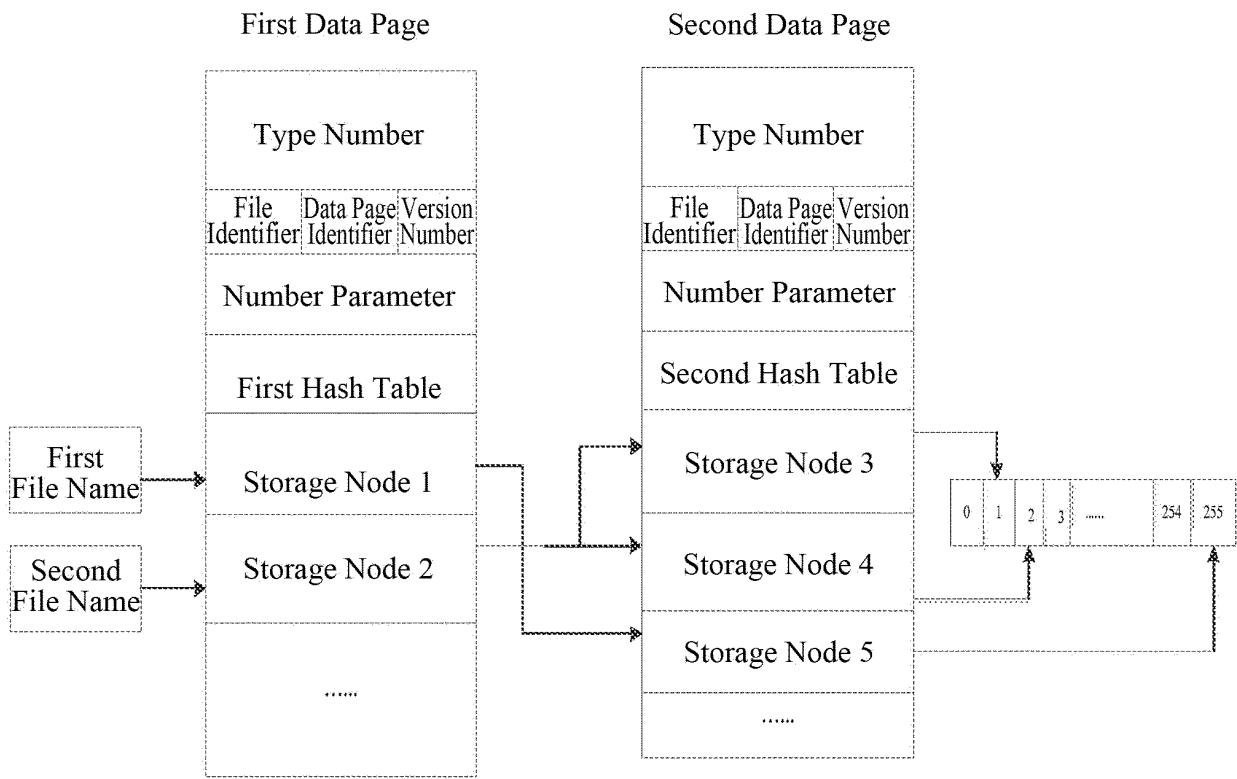 First Data Page
Second Data Page
Type Number
File
Identifier
Data Page
Identifier
Version
Number
Number Parameter
First Hash Table
Storage Node 1
Storage Node 2
......
First
File Name
Second
File Name
Type Number
File
Identifier
Data Page
Identifier
Version
Number
Number Parameter
Second Hash Table
Storage Node 3
Storage Node 4
Storage Node 5
......
0 1 2 3 ...... 254 255